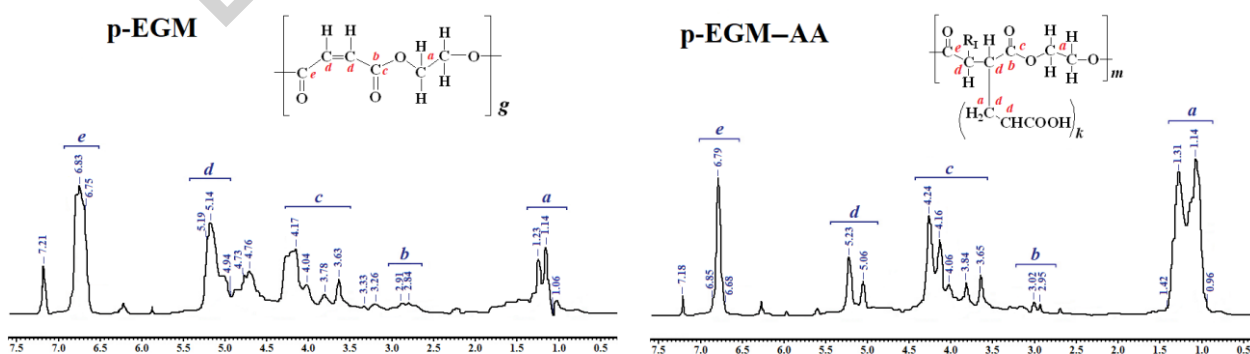 p-EGM
H H
C=C
d d
b
c
e
C
O
O
C
a
C
O
H
H
H
H
g
e
d
c
b
a
7.21
6.83
6.75
5.19
5.14
4.94
4.73
4.76
4.17
4.04
3.78
3.63
3.33
3.26
2.91
2.84
1.23
1.14
1.06
7.5 7.0 6.5 6.0 5.5 5.0 4.5 4.0 3.5 3.0 2.5 2.0 1.5 1.0 0.5
p-EGM–AA
O
C
e
R_I
H
O
C
c
b
C
d
C
d
O
H
C
a
C
H
O
H
H
m
a
d
d
(H₂C
CHCOOH)k
e
d
c
b
a
7.18
6.85
6.79
6.68
5.23
5.06
4.24
4.16
4.06
3.84
3.65
3.02
2.95
1.42
1.31
1.14
0.96
7.5 7.0 6.5 6.0 5.5 5.0 4.5 4.0 3.5 3.0 2.5 2.0 1.5 1.0 0.5